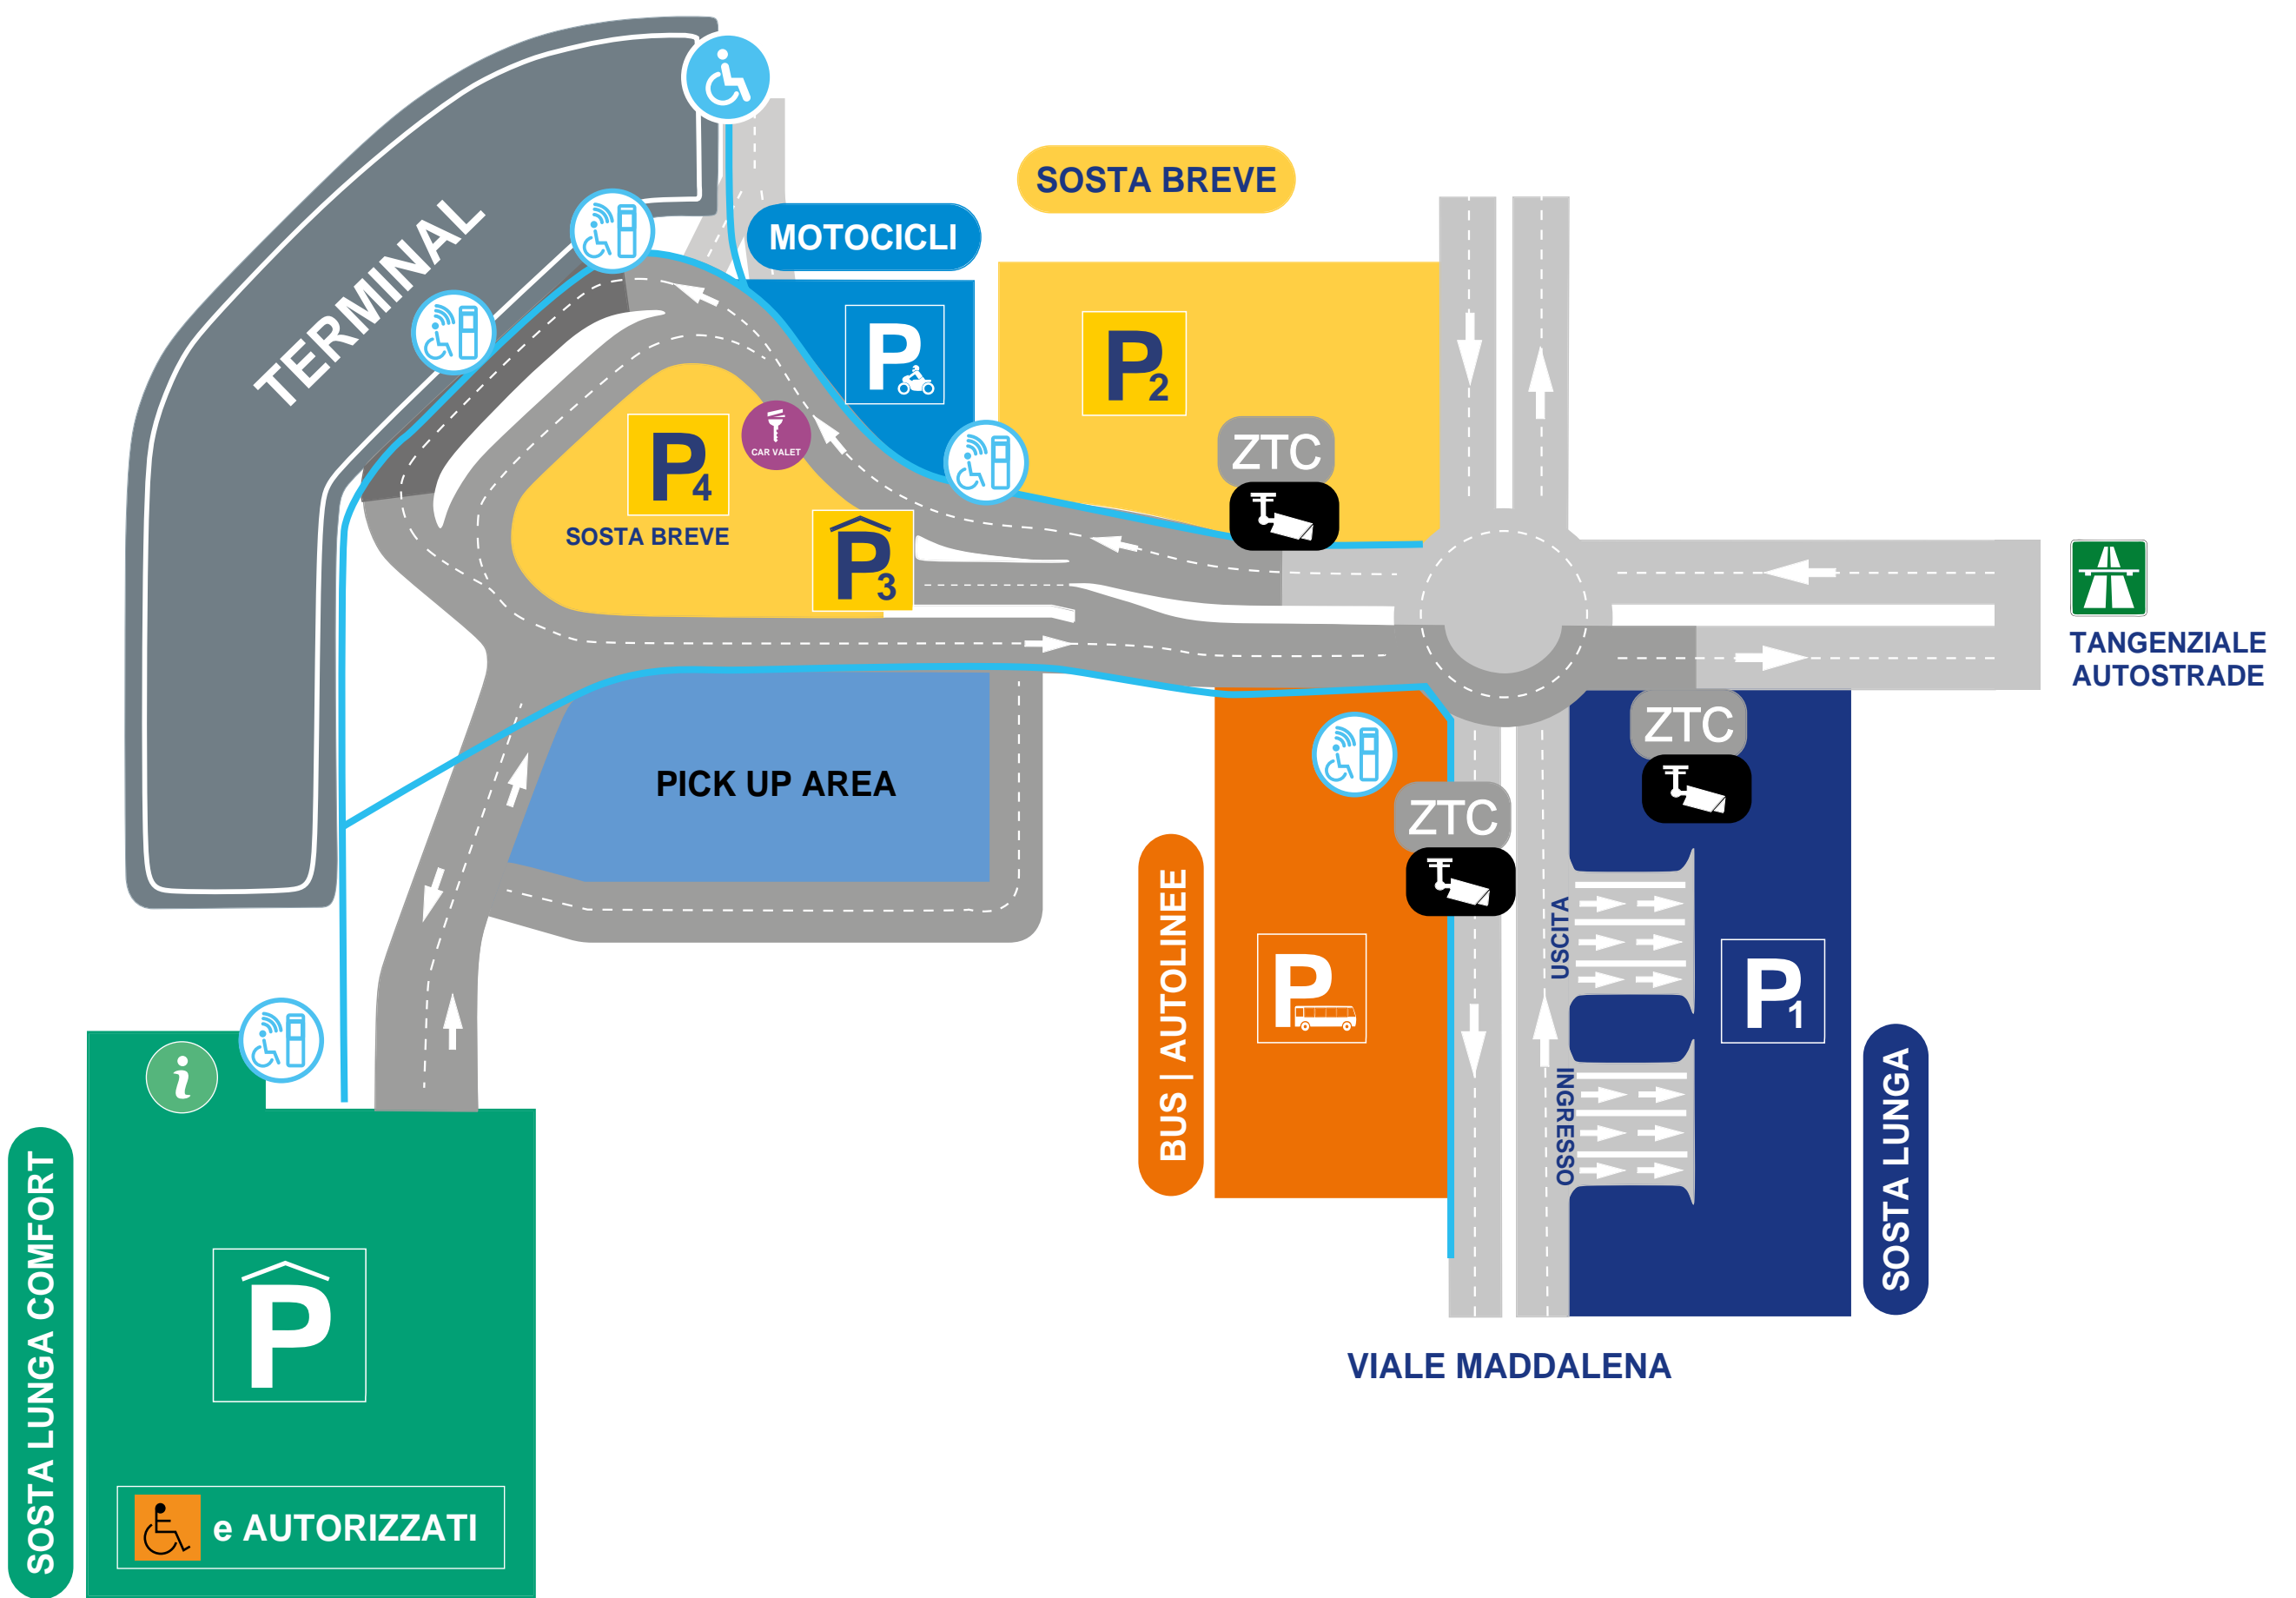 SOSTA BREVE
MOTOCICLI
TERMINAL
P
P2
ZTC
P4
SOSTA BREVE
CAR VALET
P3
TANGENZIALE
AUTOSTRADE
ZTC
PICK UP AREA
ZTC
BUS | AUTOLINEE
P
USCITA
INGRESSO
P1
SOSTA LUNGA
VIALE MADDALENA
i
SOSTA LUNGA COMFORT
P
e AUTORIZZATI